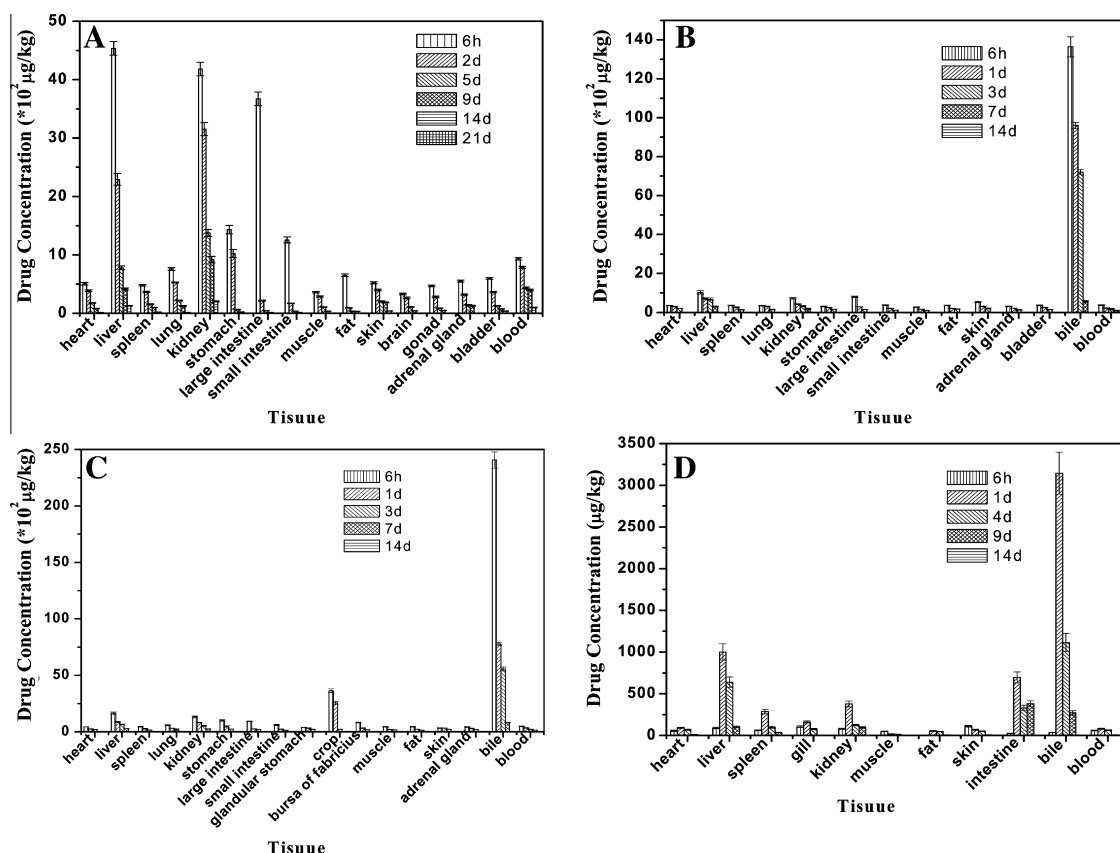 A
Drug Concentration (*10²μg/kg)
50
40
30
20
10
0
6h
2d
5d
9d
14d
21d
heart
liver
spleen
lung
kidney
stomach
large intestine
small intestine
muscle
fat
skin
brain
gonad
adrenal gland
bladder
blood
Tisuue
B
Drug Concentration (*10²μg/kg)
140
120
100
80
60
40
20
0
6h
1d
3d
7d
14d
heart
liver
spleen
lung
kidney
stomach
large intestine
small intestine
muscle
fat
skin
adrenal gland
bladder
bile
blood
Tisuue
C
Drug Concentration (*10²μg/kg)
250
200
150
100
50
0
6h
1d
3d
7d
14d
heart
liver
spleen
lung
kidney
stomach
large intestine
small intestine
glandular stomach
crop
bursa of fabricius
muscle
fat
skin
adrenal gland
bile
blood
Tisuue
D
Drug Concentration (μg/kg)
3500
3000
2500
2000
1500
1000
500
0
6h
1d
4d
9d
14d
heart
liver
spleen
gill
kidney
muscle
fat
skin
intestine
bile
blood
Tisuue